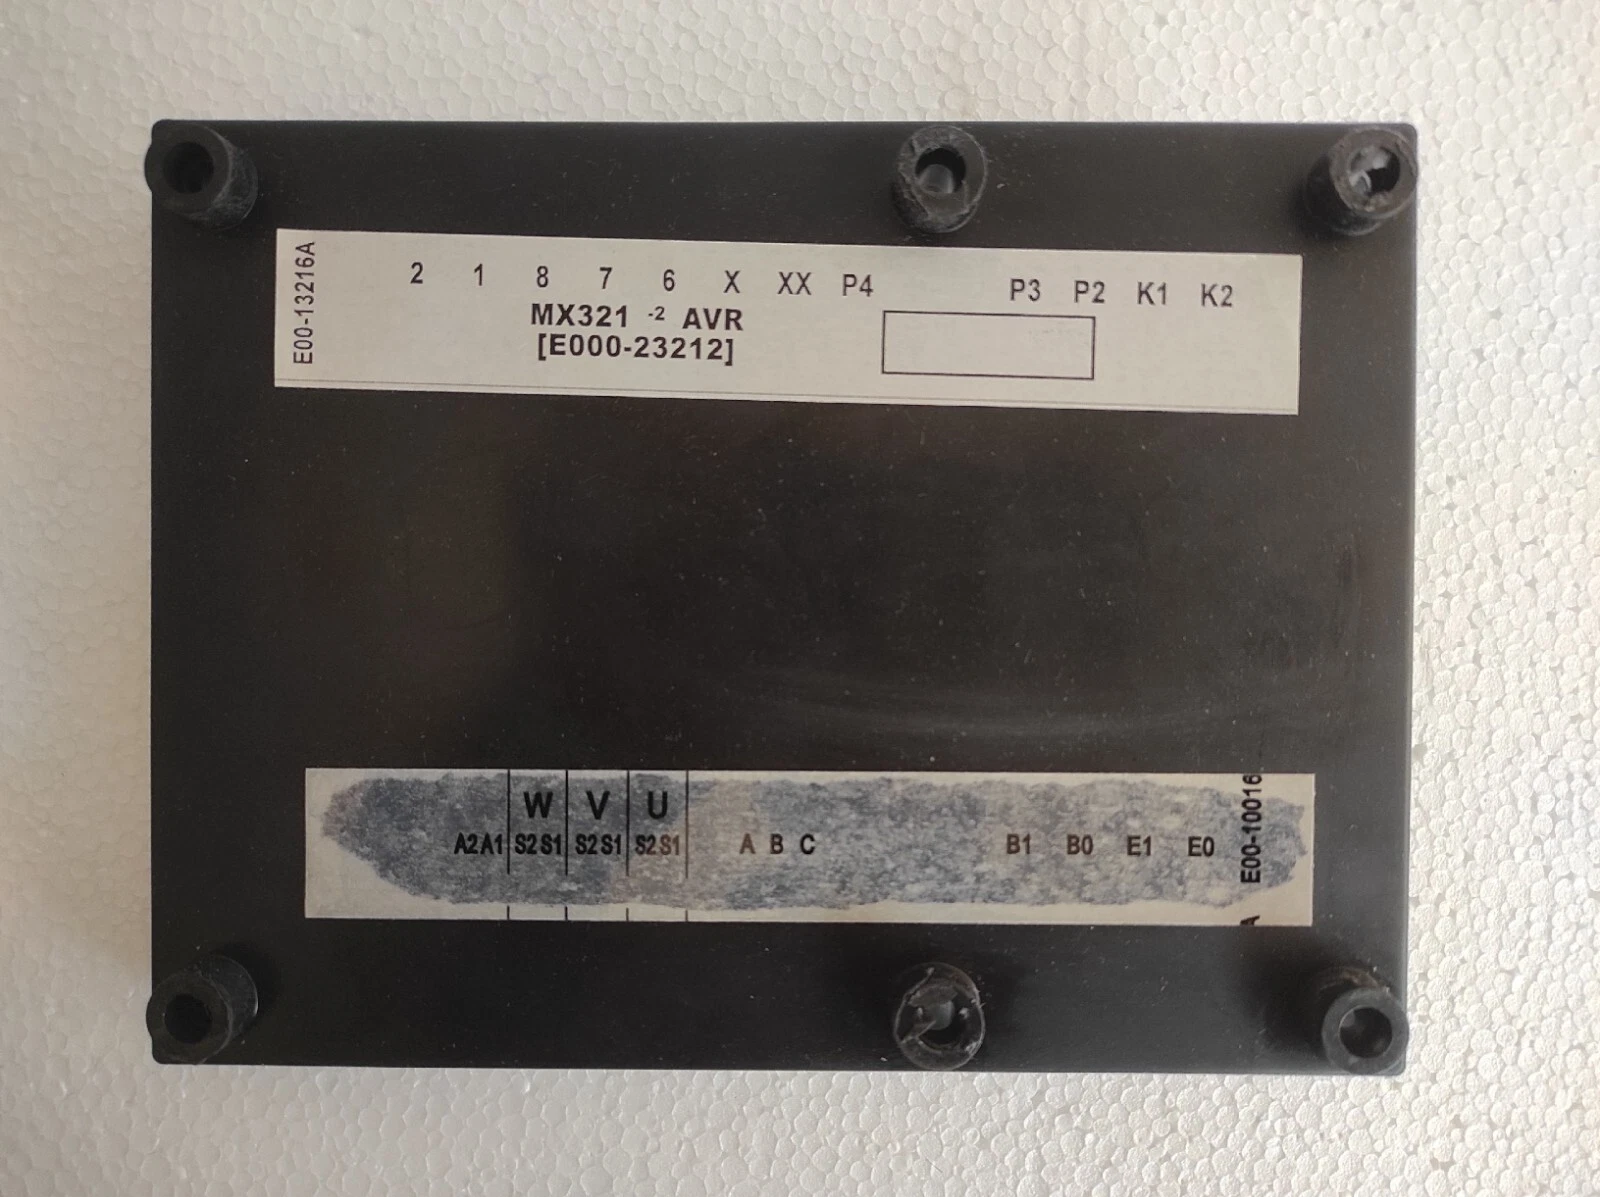 E00-13216A
2 1 8 7 6 X XX P4 P3 P2 K1 K2
MX321 -2 AVR
[E000-23212]
W V U
A2 A1 S2 S1 S2 S1 S2 S1 A B C B1 B0 E1 E0
E00-10016
A